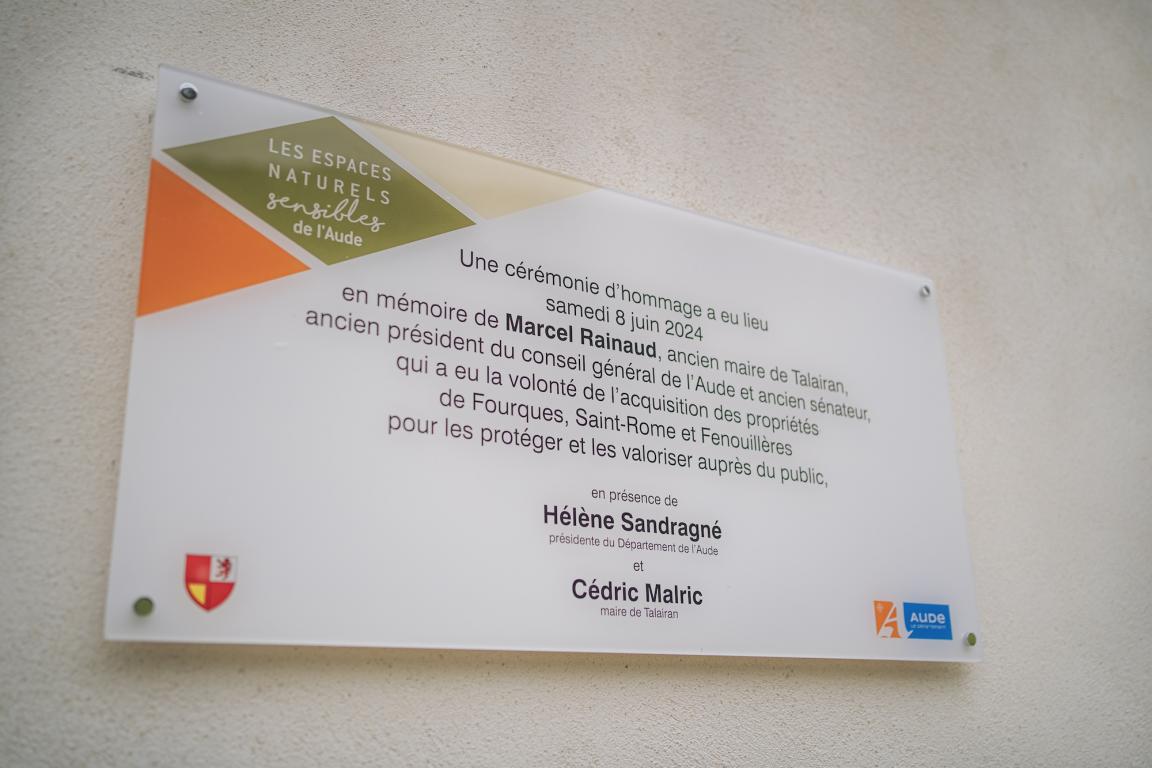 LES ESPACES
NATURELS
sensibles
de l'Aude
Une cérémonie d'hommage a eu lieu
samedi 8 juin 2024
en mémoire de Marcel Rainaud, ancien maire de Talairan,
ancien président du conseil général de l'Aude et ancien sénateur,
qui a eu la volonté de l'acquisition des propriétés
de Fourques, Saint-Rome et Fenouillères
pour les protéger et les valoriser auprès du public,
en présence de
Hélène Sandragné
présidente du Département de l'Aude
et
Cédric Malric
maire de Talairan
AUDE
LE DÉPARTEMENT